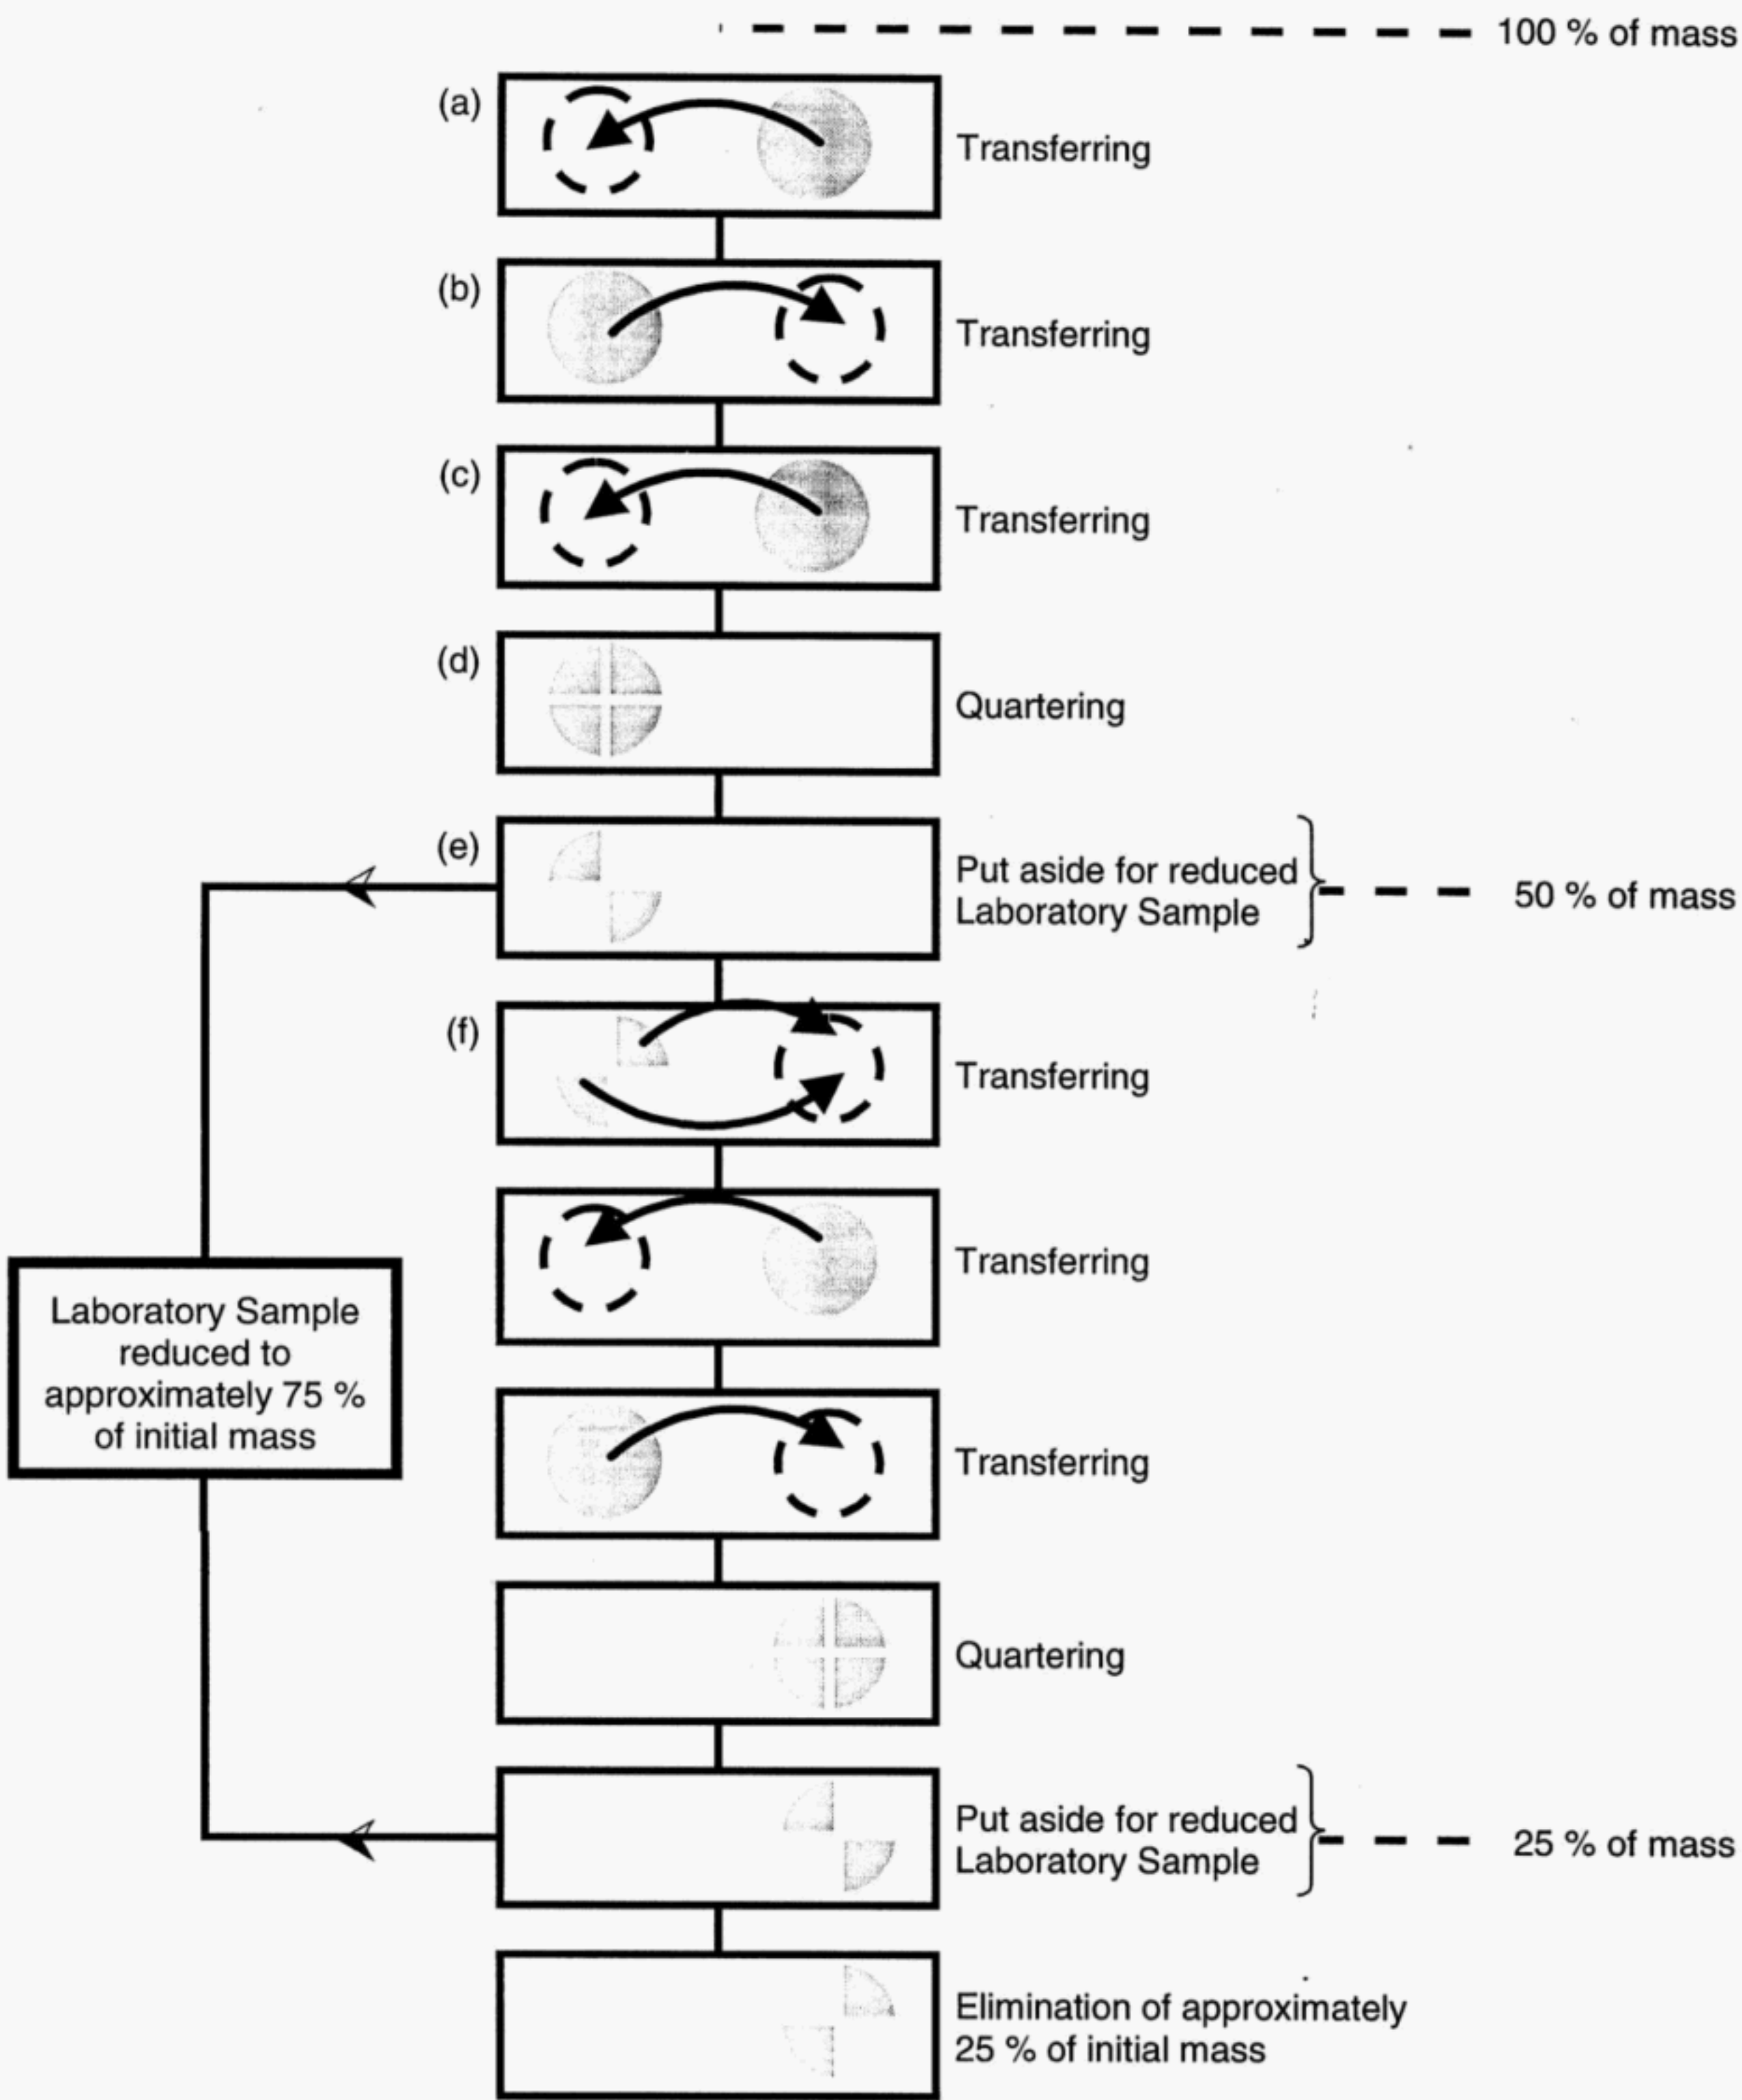 100 % of mass
(a)
Transferring
(b)
Transferring
(c)
Transferring
(d)
Quartering
(e)
Put aside for reduced
Laboratory Sample
50 % of mass
(f)
Transferring
Transferring
Laboratory Sample
reduced to
approximately 75 %
of initial mass
Transferring
Quartering
Put aside for reduced
Laboratory Sample
25 % of mass
Elimination of approximately
25 % of initial mass